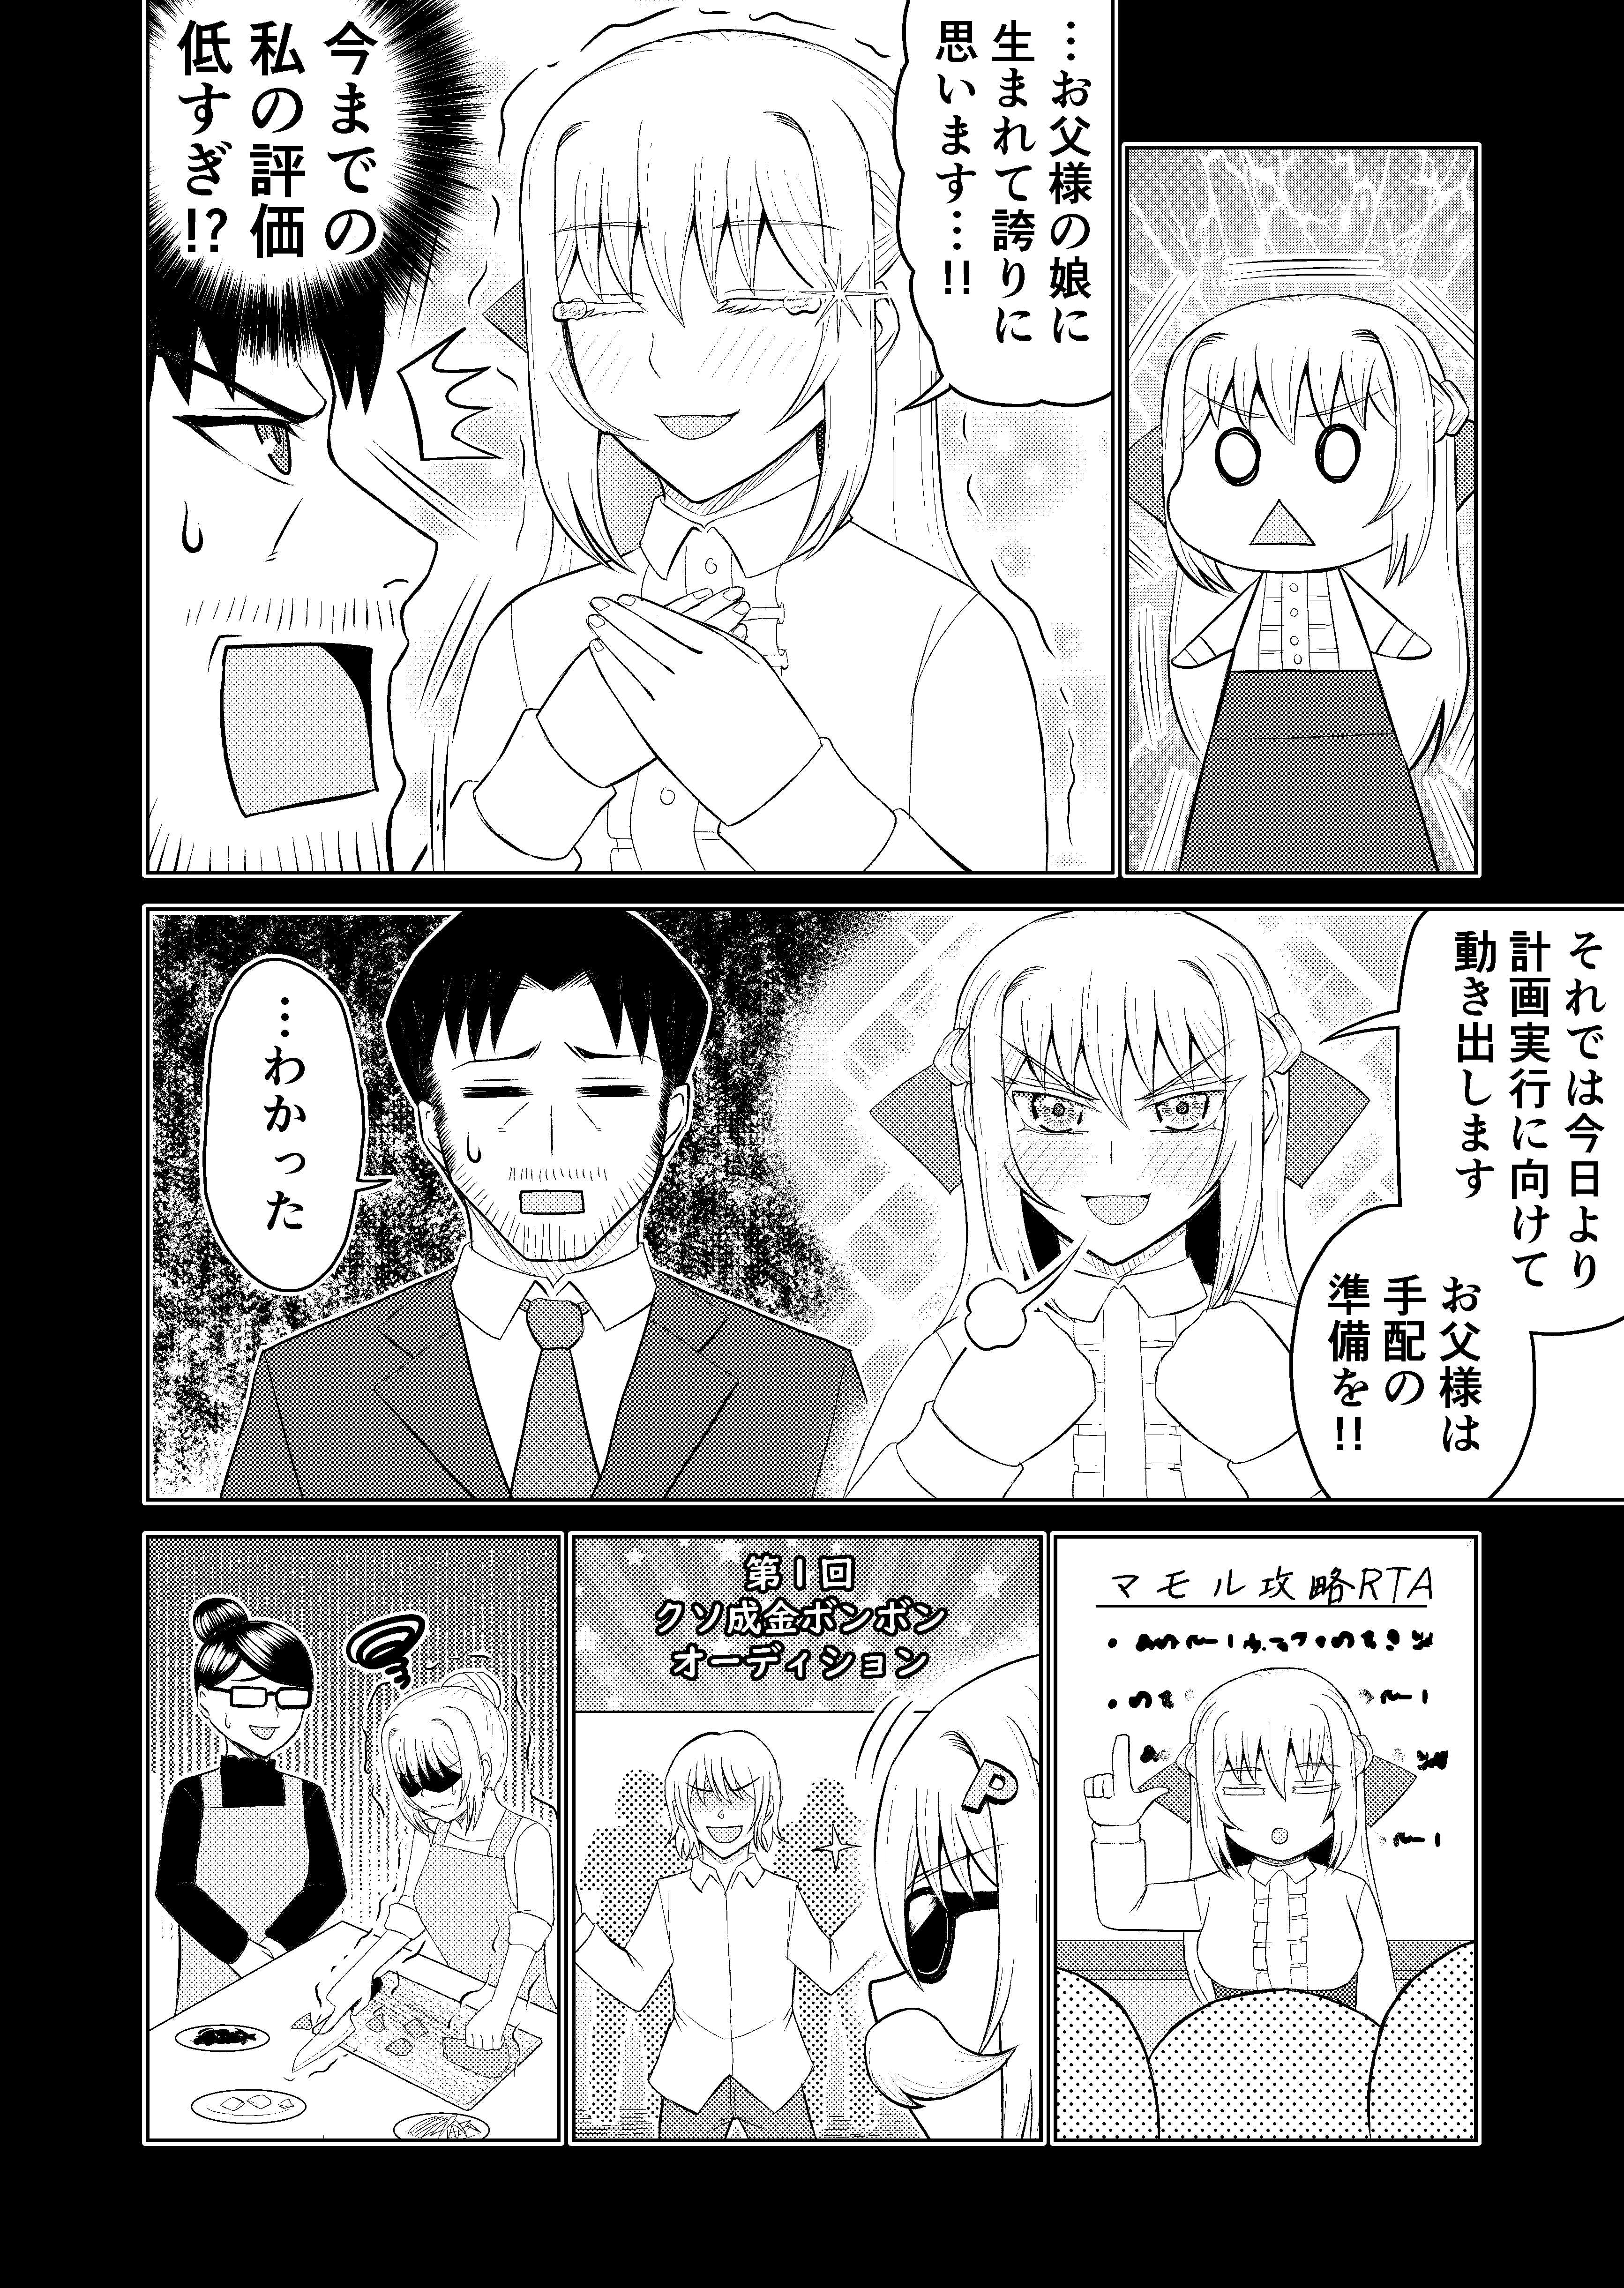 …お父様の娘に
生まれて誇りに
思います…!!
今までの
私の評価
低すぎ!?
それでは今日より
計画実行に向けて
動き出します
お父様は
手配の
準備を!!
…わかった
マモル攻略RTA
第1回
クソ成金ボンボン
オーディション
P